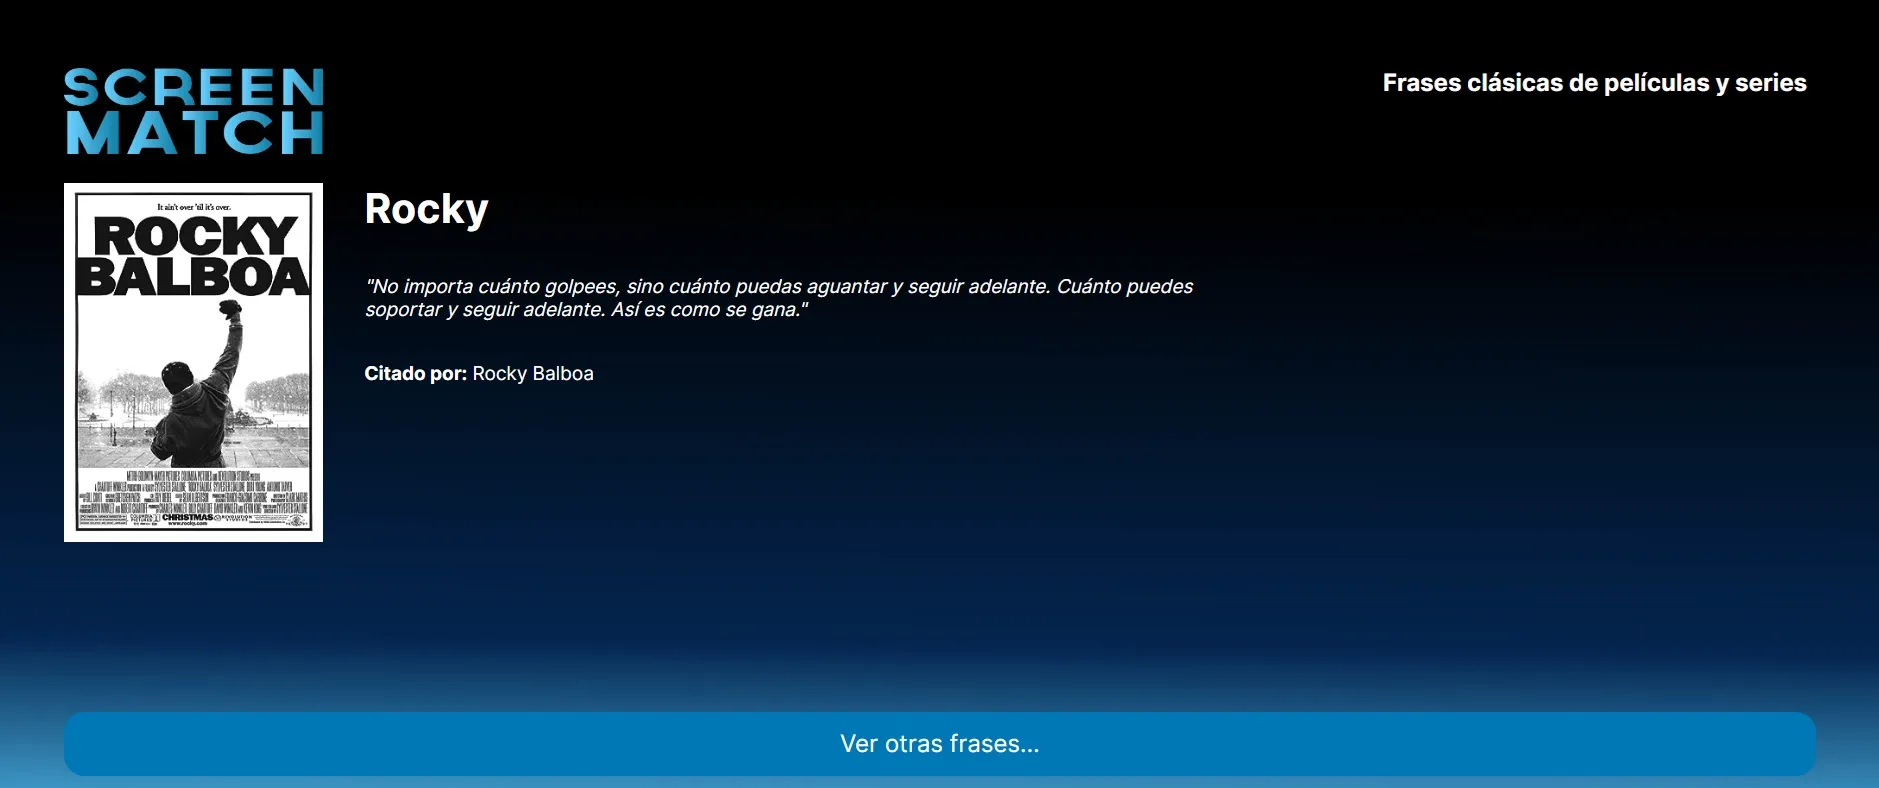 SCREEN
MATCH
Frases clásicas de películas y series
It ain't over 'til it's over.
ROCKY
BALBOA
CHRISTMAS
www.rocky.com
Rocky
"No importa cuánto golpees, sino cuánto puedas aguantar y seguir adelante. Cuánto puedes
soportar y seguir adelante. Así es como se gana."
Citado por: Rocky Balboa
Ver otras frases...